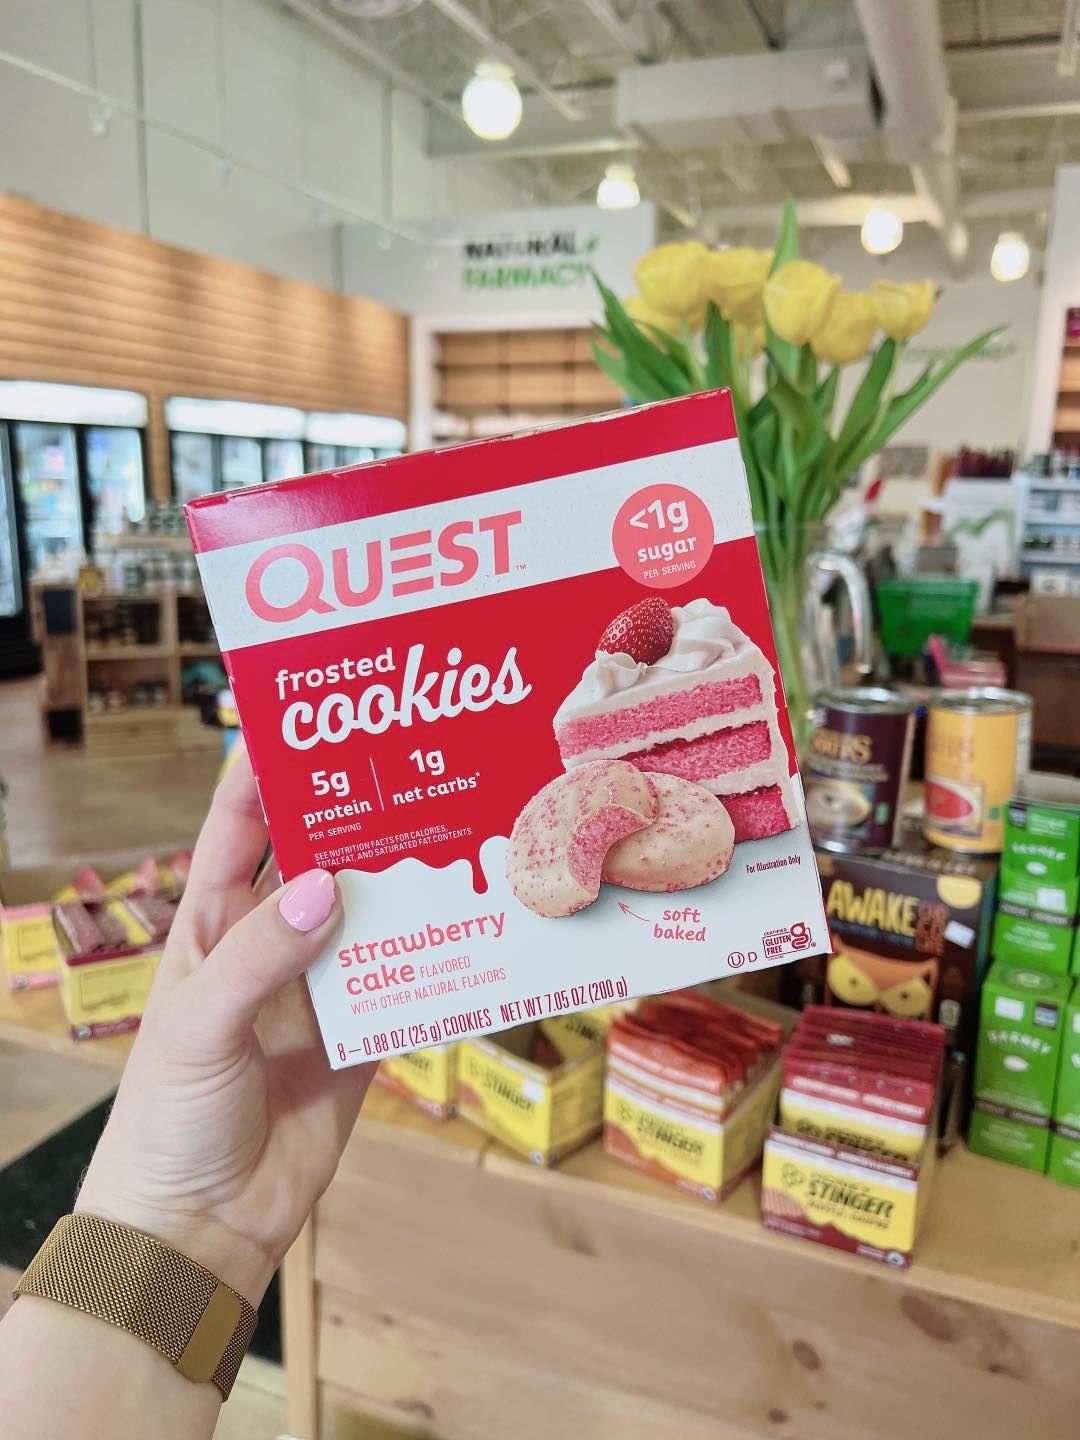 NATURAL
FARMACY
QUEST™
<1g
sugar
PER SERVING
frosted
cookies
5g
protein
PER SERVING
1g
net carbs*
SEE NUTRITION FACTS FOR CALORIES,
TOTAL FAT, AND SATURATED FAT CONTENTS.
For Illustration Only
soft
baked
strawberry
cake FLAVORED
WITH OTHER NATURAL FLAVORS
U D
CERTIFIED
GLUTEN
FREE
8 – 0.88 OZ (25 g) COOKIES NET WT 7.05 OZ (200 g)
AWAKE
STINGER
STINGER
STINGER